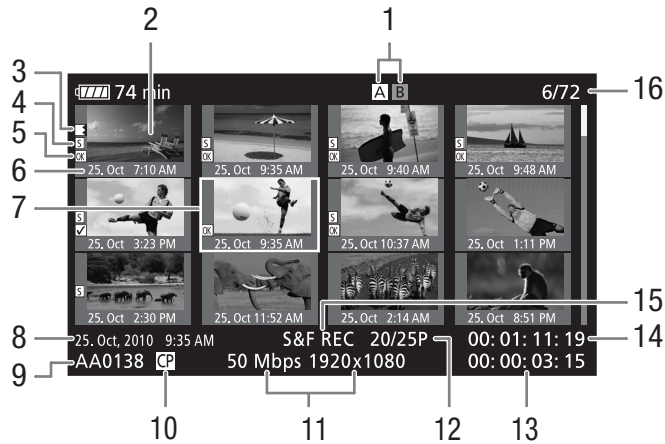 1
2
3
4
5
6
7
8
9
10
11
12
13
14
15
16
74 min
A B
6/72
S
OK
25. Oct 7:10 AM
25. Oct 9:35 AM
S
OK
25. Oct 9:40 AM
S
25. Oct 9:48 AM
S
25. Oct 3:23 PM
OK
25. Oct 9:35 AM
S
OK
25. Oct 10:37 AM
25. Oct 1:11 PM
S
25. Oct 2:30 PM
25. Oct 11:52 AM
25. Oct 2:14 AM
25. Oct 8:51 PM
25. Oct, 2010 9:35 AM
S&F REC 20/25P
00: 01: 11: 19
AA0138 CP
50 Mbps 1920x1080
00: 00: 03: 15